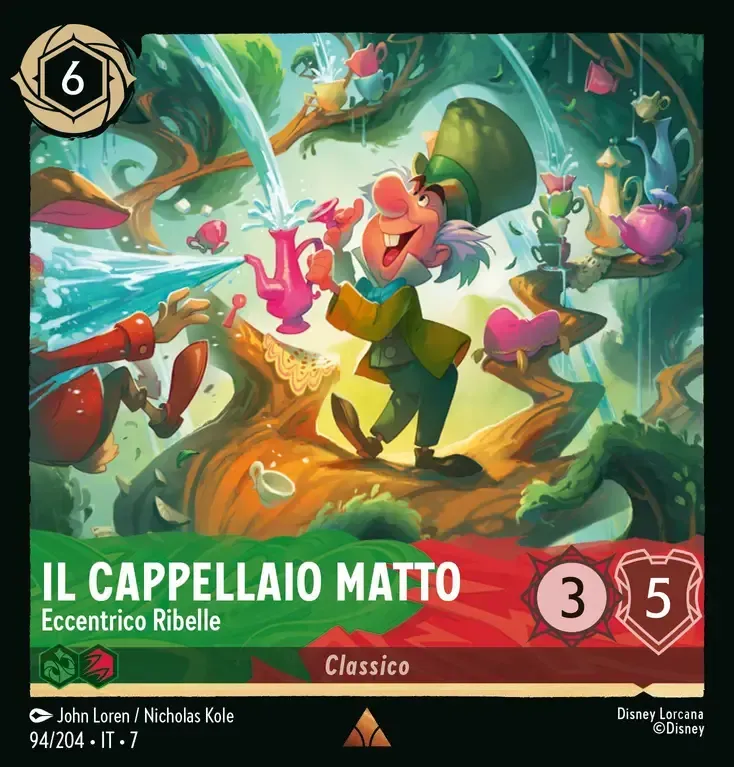 6
IL CAPPELLAIO MATTO
Eccentrico Ribelle
3
5
Classico
John Loren / Nicholas Kole
Disney Lorcana
94/204 • IT • 7
©Disney